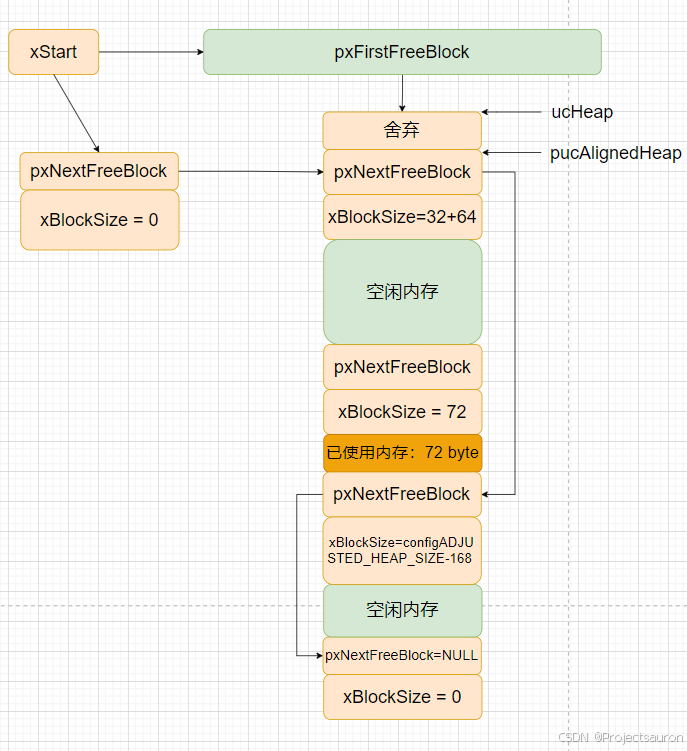 xStart
pxFirstFreeBlock
ucHeap
舍弃
pucAlignedHeap
pxNextFreeBlock
pxNextFreeBlock
xBlockSize = 0
xBlockSize=32+64
空闲内存
pxNextFreeBlock
xBlockSize = 72
已使用内存：72 byte
pxNextFreeBlock
xBlockSize=configADJU
STED_HEAP_SIZE-168
空闲内存
pxNextFreeBlock=NULL
xBlockSize = 0
CSDN @Projectsauron